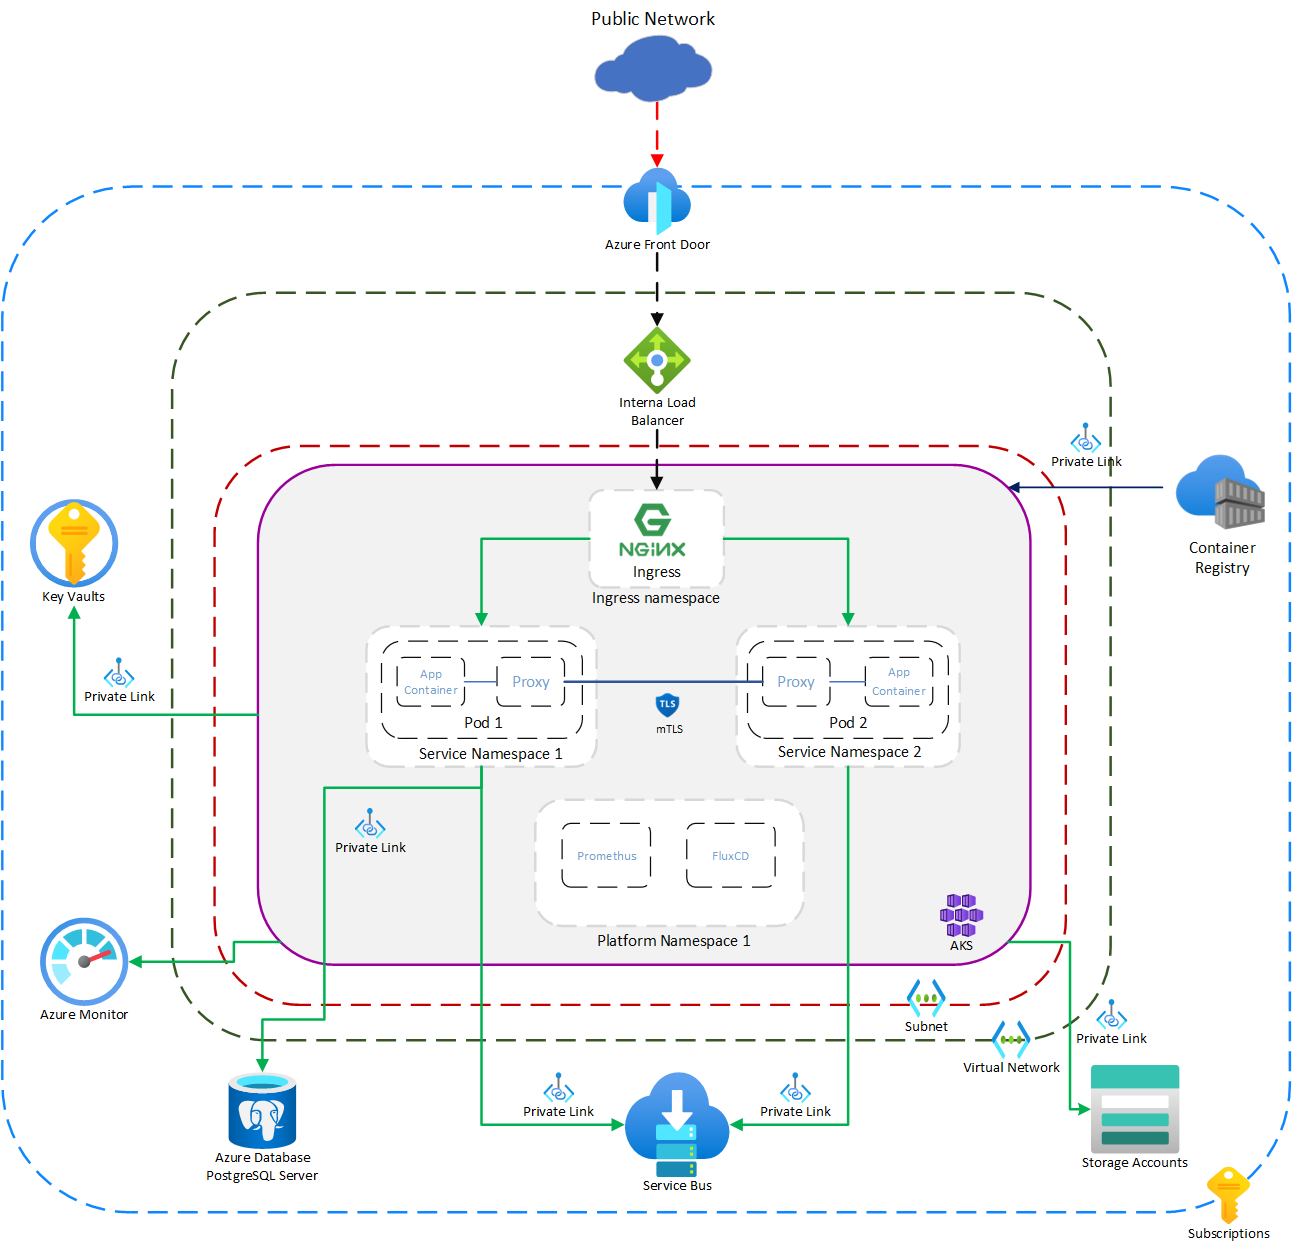 Public Network
Azure Front Door
Interna Load
Balancer
Private Link
Container
Registry
NGINX
Ingress
Ingress namespace
Key Vaults
Private Link
App
Container
Proxy
Pod 1
Service Namespace 1
TLS
mTLS
Proxy
App
Container
Pod 2
Service Namespace 2
Private Link
Promethus
FluxCD
Platform Namespace 1
AKS
Azure Monitor
Subnet
Virtual Network
Private Link
Azure Database
PostgreSQL Server
Private Link
Service Bus
Private Link
Storage Accounts
Subscriptions